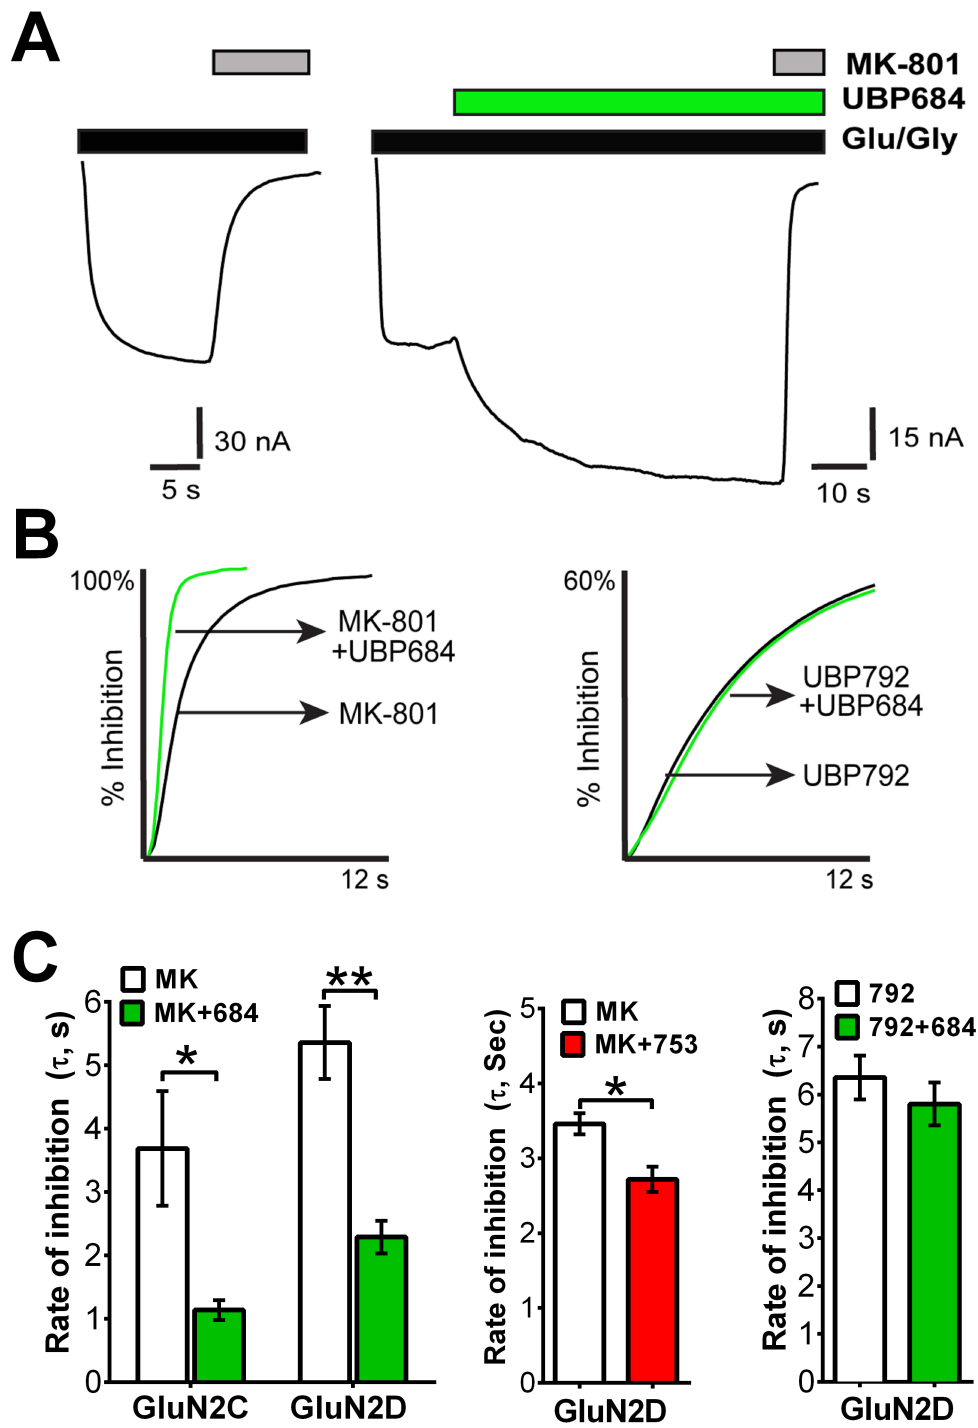 A
MK-801
UBP684
Glu/Gly
30 nA
5 s
15 nA
10 s
B
100%
% Inhibition
MK-801
+UBP684
MK-801
12 s
60%
% Inhibition
UBP792
+UBP684
UBP792
12 s
C
MK
MK+684
Rate of inhibition (τ, s)
6
5
4
3
2
1
0
*
**
GluN2C
GluN2D
MK
MK+753
Rate of inhibition (τ, Sec)
5
4
3
2
1
0
*
GluN2D
792
792+684
Rate of inhibition (τ, s)
8
7
6
5
4
3
2
1
0
GluN2D